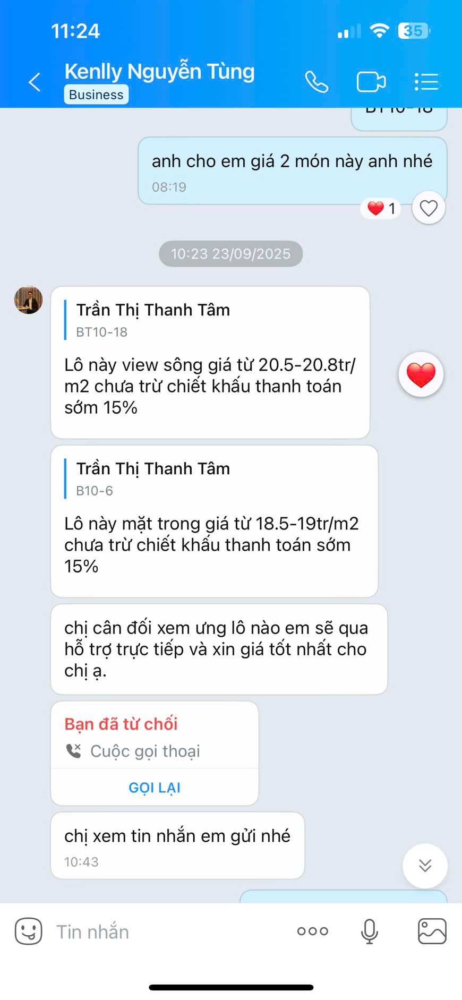 11:24
35
Kenlly Nguyễn Tùng
Business
BT10-18
anh cho em giá 2 món này anh nhé
08:19
1
10:23 23/09/2025
Trần Thị Thanh Tâm
BT10-18
Lô này view sông giá từ 20.5-20.8tr/
m2 chưa trừ chiết khấu thanh toán
sớm 15%
Trần Thị Thanh Tâm
B10-6
Lô này mặt trong giá từ 18.5-19tr/m2
chưa trừ chiết khấu thanh toán sớm
15%
chị cân đối xem ưng lô nào em sẽ qua
hỗ trợ trực tiếp và xin giá tốt nhất cho
chị ạ.
Bạn đã từ chối
Cuộc gọi thoại
GỌI LẠI
chị xem tin nhắn em gửi nhé
10:43
Tin nhắn